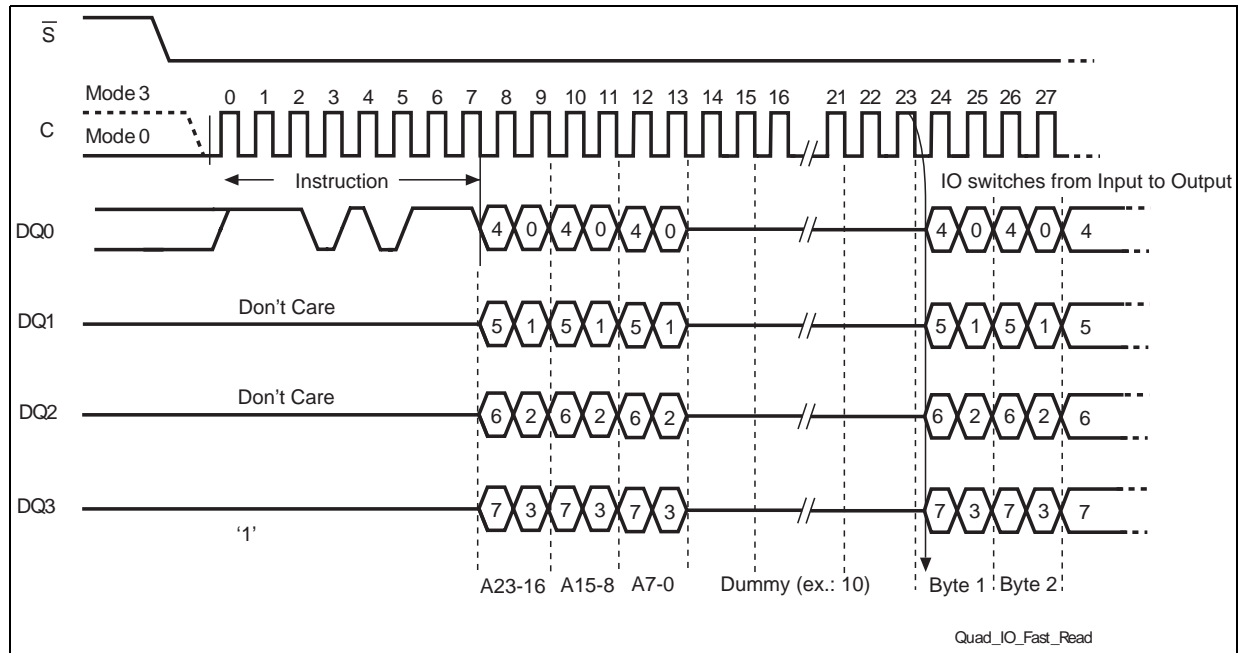 S
Mode 3
0 1 2 3 4 5 6 7 8 9 10 11 12 13 14 15 16 21 22 23 24 25 26 27
C
Mode 0
Instruction
IO switches from Input to Output
DQ0
4 0 4 0 4 0 4 0 4 0 4
Don't Care
DQ1
5 1 5 1 5 1 5 1 5 1 5
Don't Care
DQ2
6 2 6 2 6 2 6 2 6 2 6
DQ3
7 3 7 3 7 3 7 3 7 3 7
‘1’
A23-16 A15-8 A7-0 Dummy (ex.: 10) Byte 1 Byte 2
Quad_IO_Fast_Read